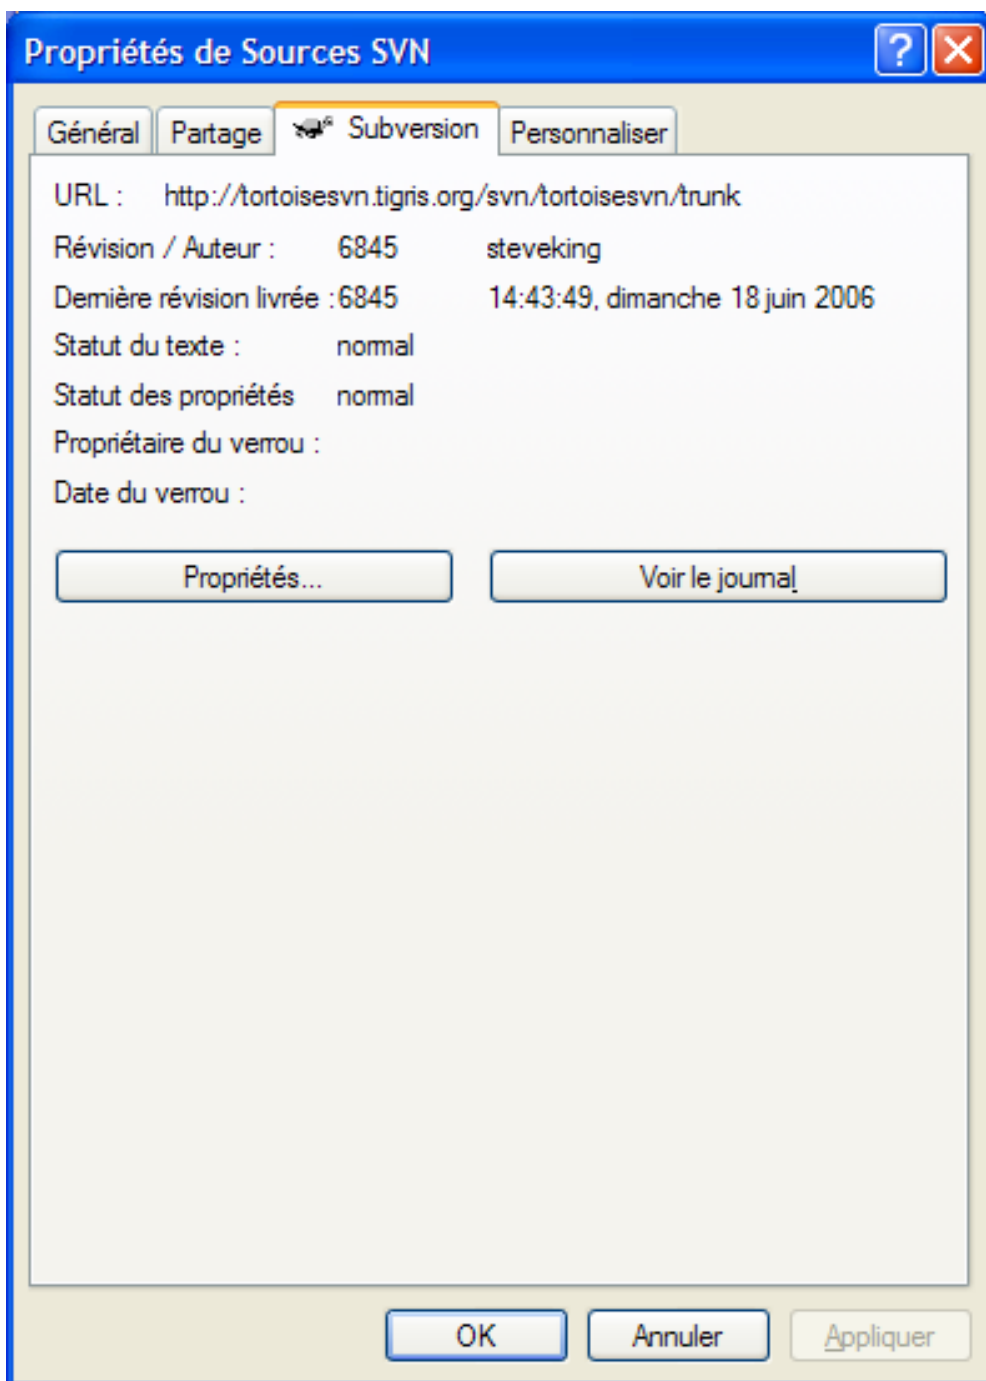 Propriétés de Sources SVN
Général Partage Subversion Personnaliser
URL : http://tortoisesvn.tigris.org/svn/tortoisesvn/trunk
Révision / Auteur : 6845 steveking
Dernière révision livrée : 6845 14:43:49, dimanche 18 juin 2006
Statut du texte : normal
Statut des propriétés normal
Propriétaire du verrou :
Date du verrou :
Propriétés... Voir le journal
OK Annuler Appliquer